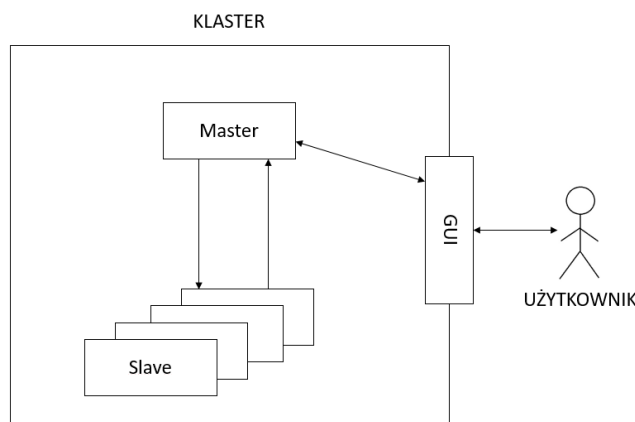 KLASTER
Master
GUI
UŻYTKOWNIK
Slave